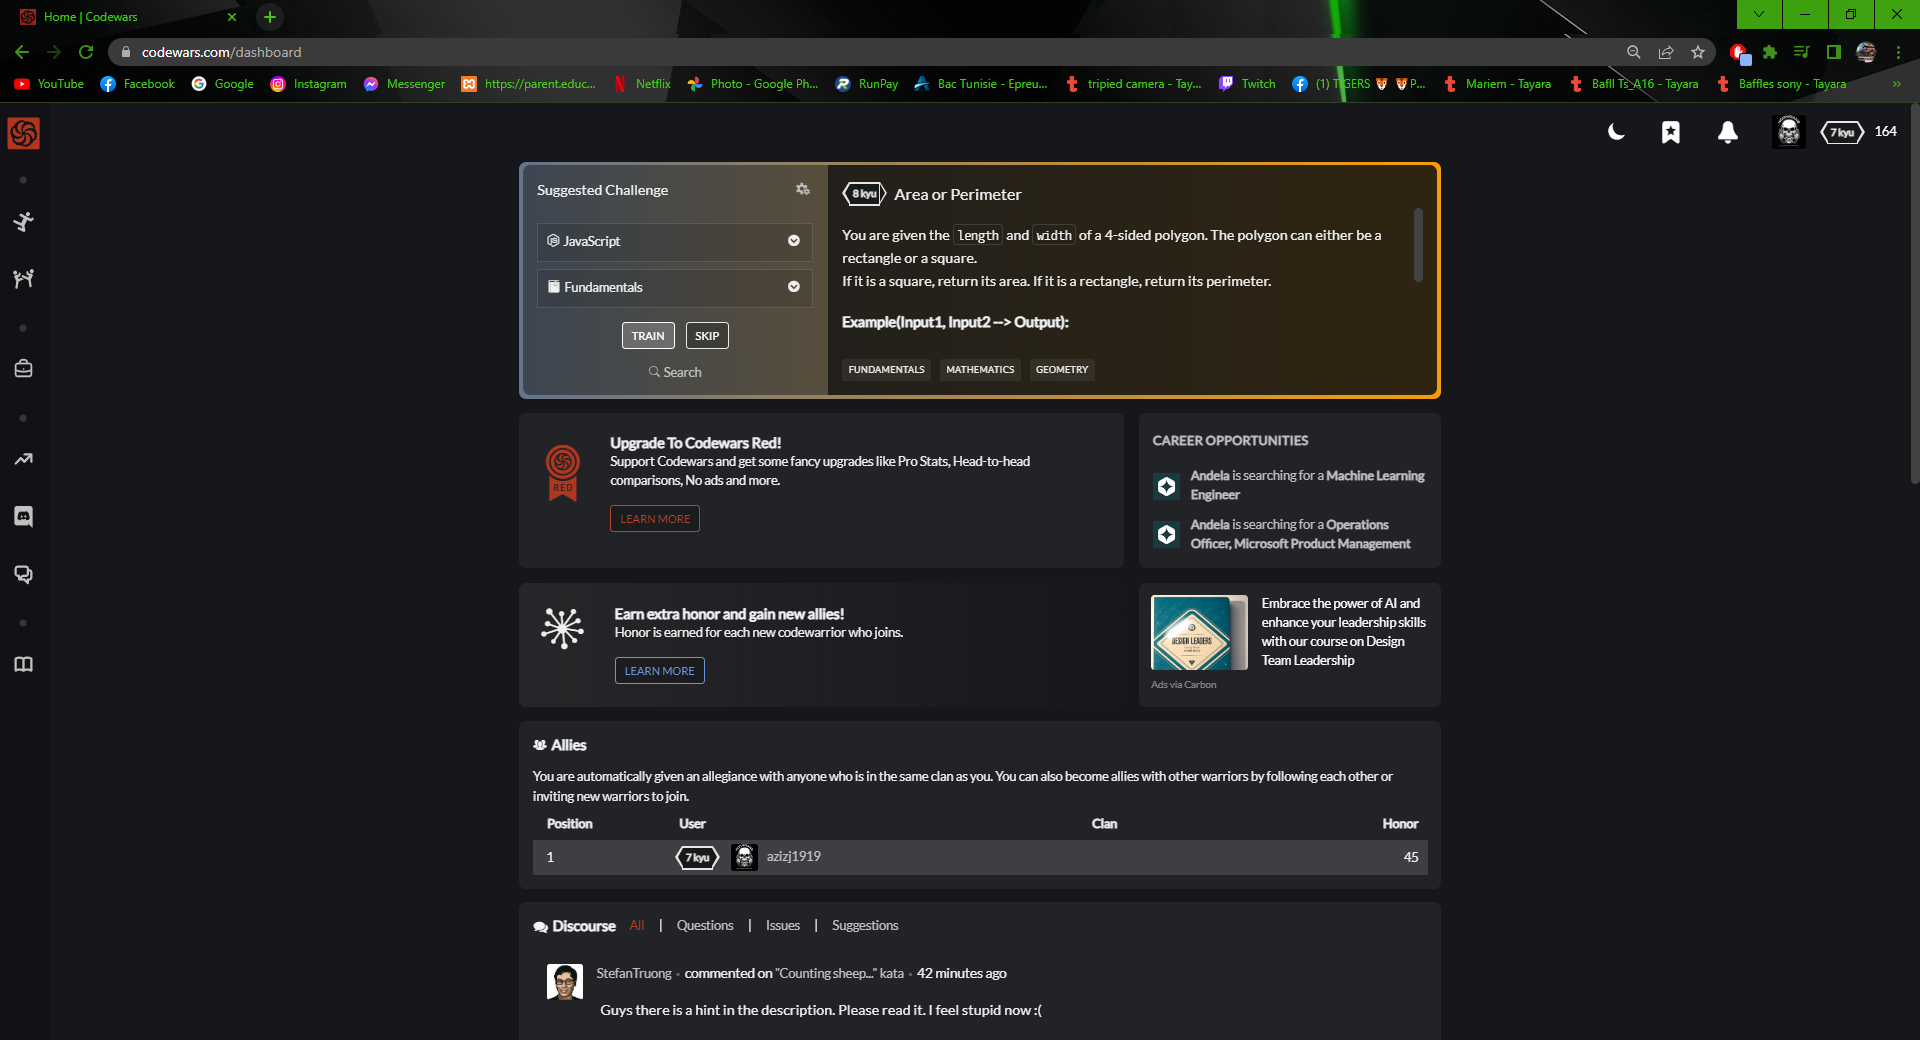 Home | Codewars
codewars.com/dashboard
YouTube Facebook Google Instagram Messenger https://parent.educ... Netflix Photo - Google Ph... RunPay Bac Tunisie - Epreu... tripied camera - Tay... Twitch (1) TIGERS 🐯 🐯P... Mariem - Tayara Bafll Ts_A16 - Tayara Baffles sony - Tayara »
7 kyu 164
Suggested Challenge
JavaScript
Fundamentals
TRAIN SKIP
Search
8 kyu Area or Perimeter
You are given the length and width of a 4-sided polygon. The polygon can either be a
rectangle or a square.
If it is a square, return its area. If it is a rectangle, return its perimeter.
Example(Input1, Input2 --> Output):
FUNDAMENTALS MATHEMATICS GEOMETRY
RED
Upgrade To Codewars Red!
Support Codewars and get some fancy upgrades like Pro Stats, Head-to-head
comparisons, No ads and more.
LEARN MORE
CAREER OPPORTUNITIES
Andela is searching for a Machine Learning
Engineer
Andela is searching for a Operations
Officer, Microsoft Product Management
Earn extra honor and gain new allies!
Honor is earned for each new codewarrior who joins.
LEARN MORE
DESIGN LEADERS
Embrace the power of AI and
enhance your leadership skills
with our course on Design
Team Leadership
Ads via Carbon
Allies
You are automatically given an allegiance with anyone who is in the same clan as you. You can also become allies with other warriors by following each other or
inviting new warriors to join.
Position User Clan Honor
1 7 kyu azizj1919 45
Discourse All | Questions | Issues | Suggestions
StefanTruong • commented on "Counting sheep..." kata • 42 minutes ago
Guys there is a hint in the description. Please read it. I feel stupid now :(